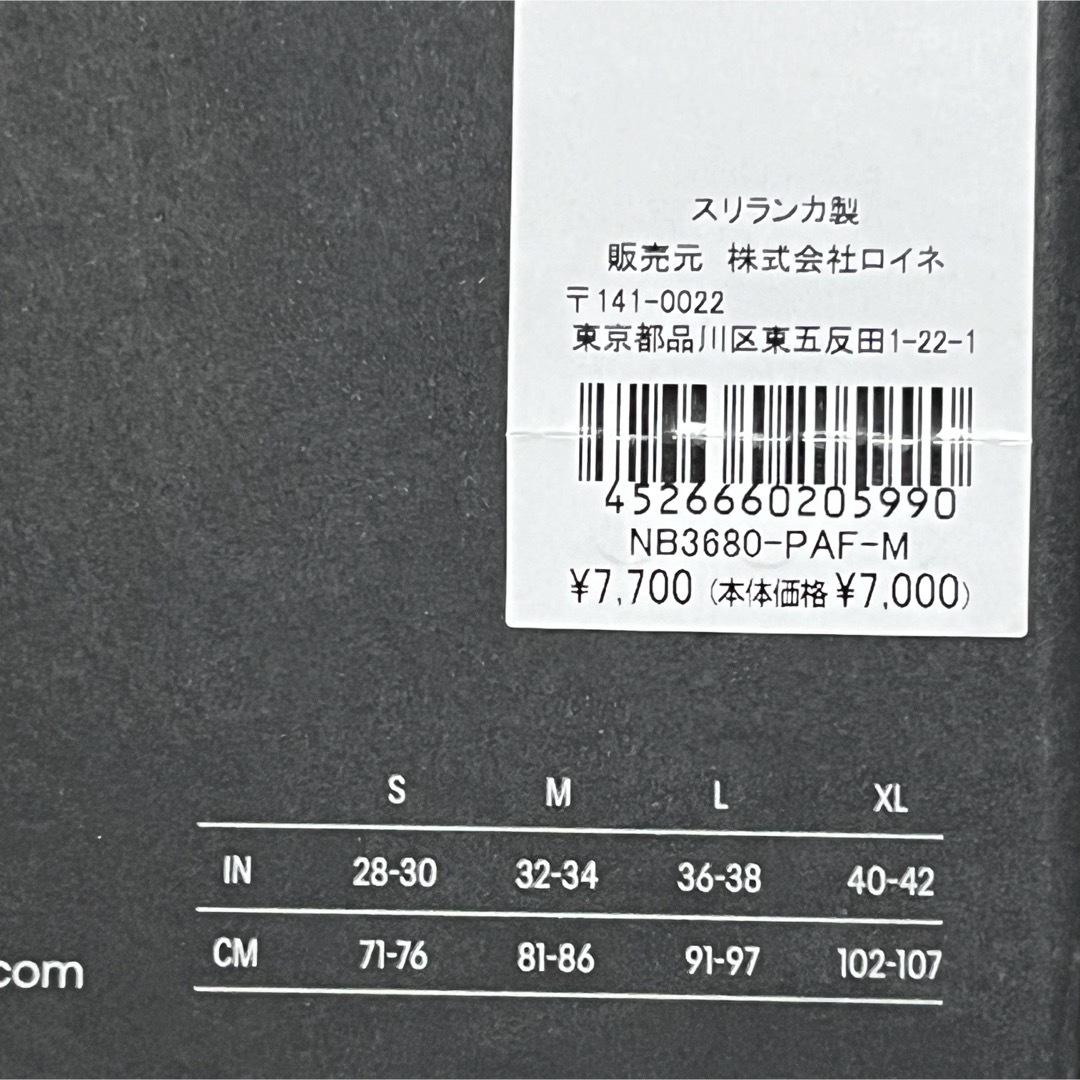 スリランカ製
販売元 株式会社ロイネ
〒141-0022
東京都品川区東五反田1-22-1
4526660205990
NB3680-PAF-M
¥7,700 (本体価格 ¥7,000)
S M L XL
IN 28-30 32-34 36-38 40-42
CM 71-76 81-86 91-97 102-107
.com